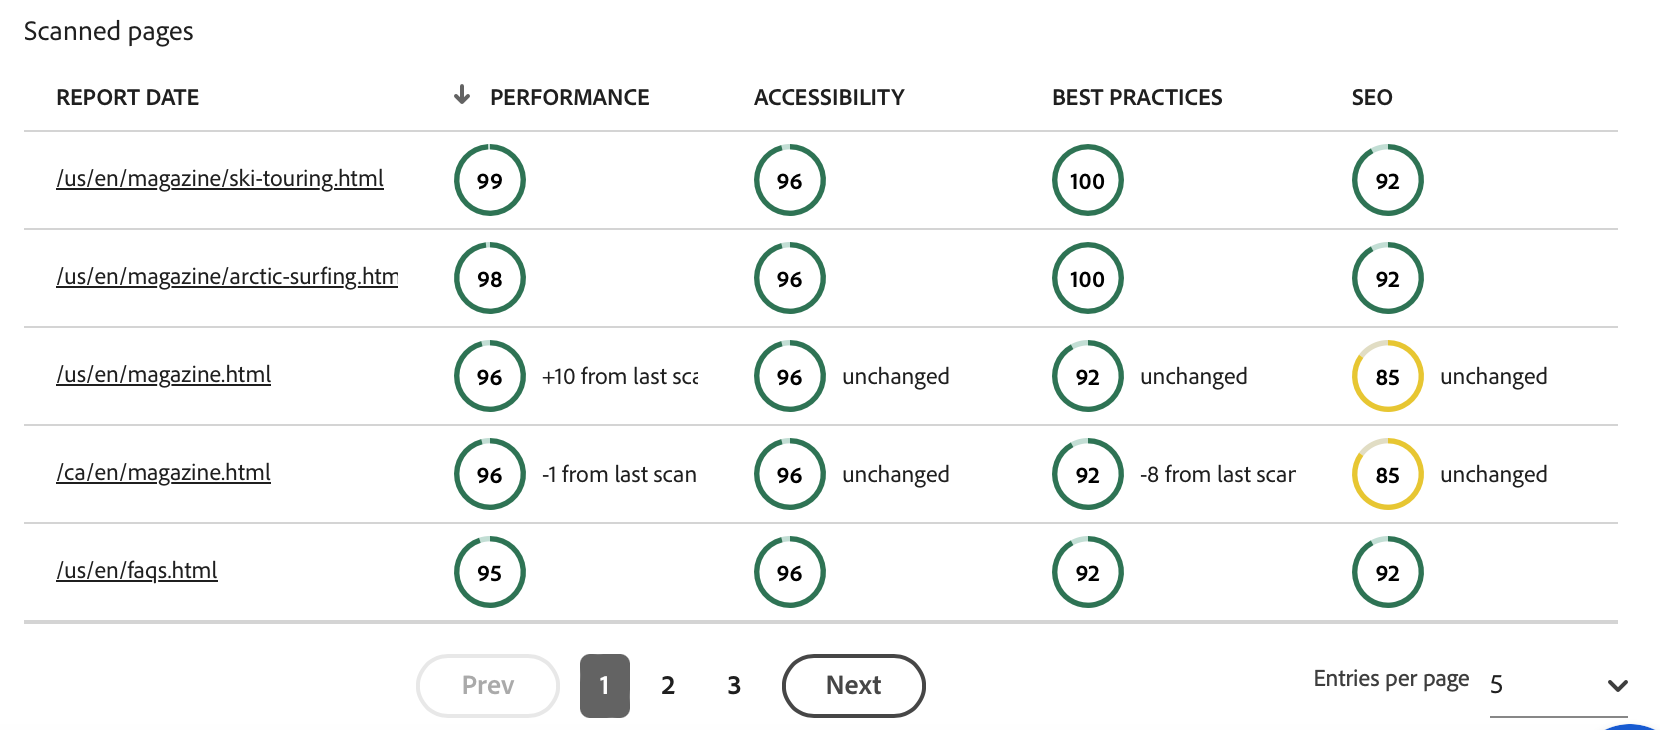 Scanned pages
REPORT DATE PERFORMANCE ACCESSIBILITY BEST PRACTICES SEO
/us/en/magazine/ski-touring.html 99 96 100 92
/us/en/magazine/arctic-surfing.htm 98 96 100 92
/us/en/magazine.html 96 +10 from last sca 96 unchanged 92 unchanged 85 unchanged
/ca/en/magazine.html 96 -1 from last scan 96 unchanged 92 -8 from last scan 85 unchanged
/us/en/faqs.html 95 96 92 92
Prev 1 2 3 Next Entries per page 5